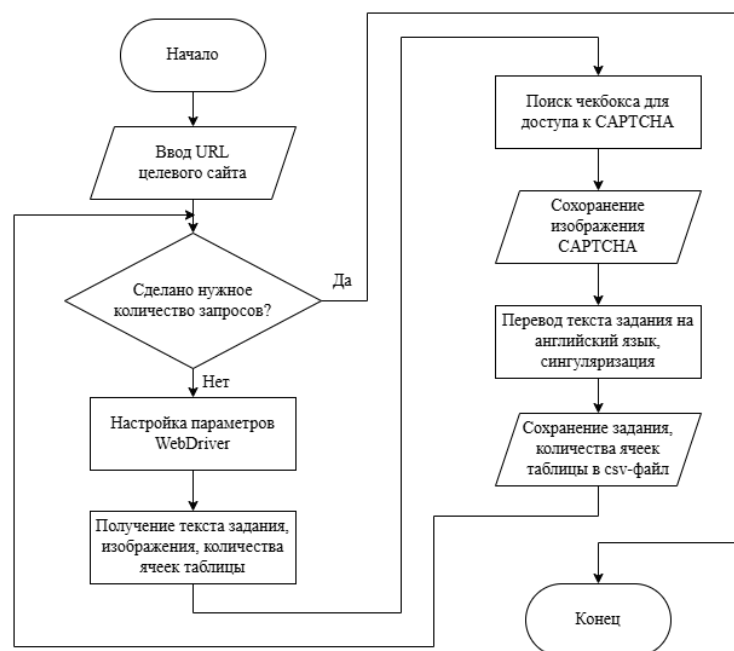 Начало
Ввод URL
целевого сайта
Сделано нужное
количество запросов?
Да
Нет
Настройка параметров
WebDriver
Получение текста задания,
изображения, количества
ячеек таблицы
Поиск чекбокса для
доступа к CAPTCHA
Сохоранение
изображения
CAPTCHA
Перевод текста задания на
английский язык,
сингуляризация
Сохранение задания,
количества ячеек
таблицы в csv-файл
Конец